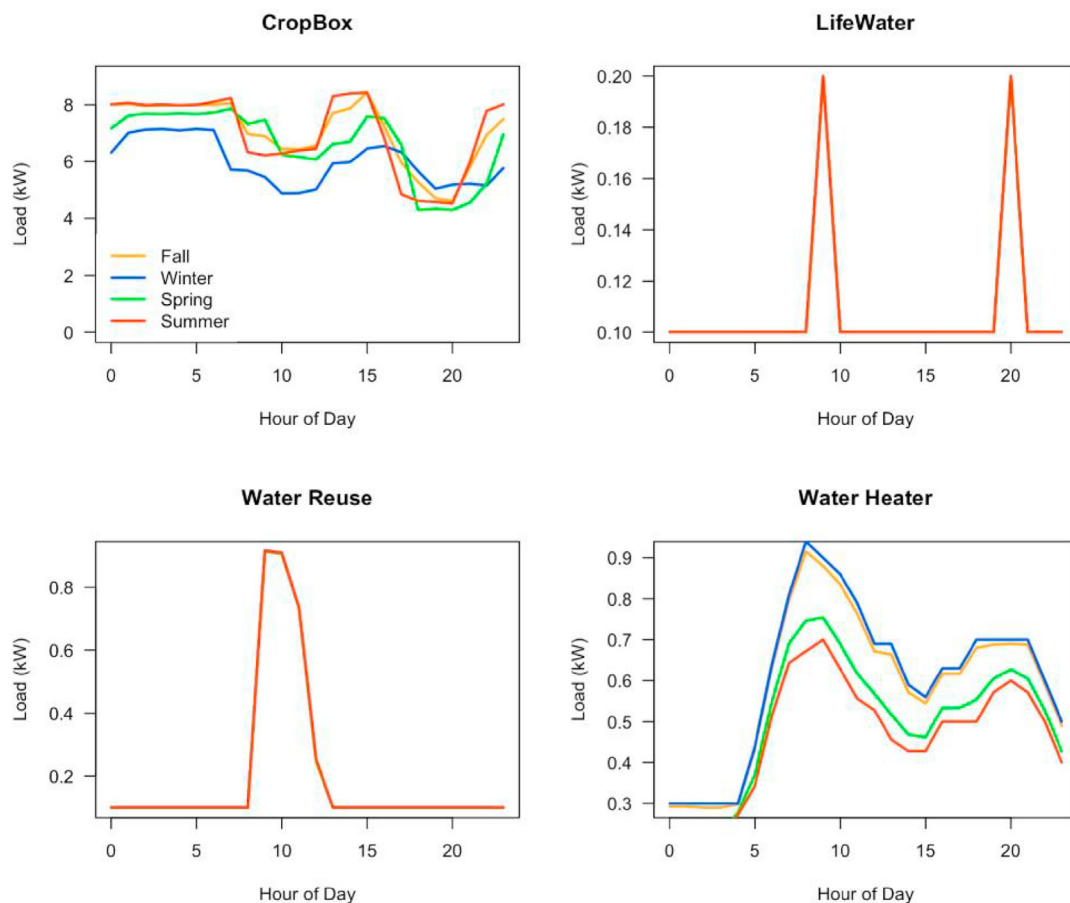 CropBox
Load (kW)
8
6
4
2
0
Fall
Winter
Spring
Summer
0 5 10 15 20
Hour of Day
LifeWater
Load (kW)
0.20
0.18
0.16
0.14
0.12
0.10
0 5 10 15 20
Hour of Day
Water Reuse
Load (kW)
0.8
0.6
0.4
0.2
0 5 10 15 20
Hour of Day
Water Heater
Load (kW)
0.9
0.8
0.7
0.6
0.5
0.4
0.3
0 5 10 15 20
Hour of Day